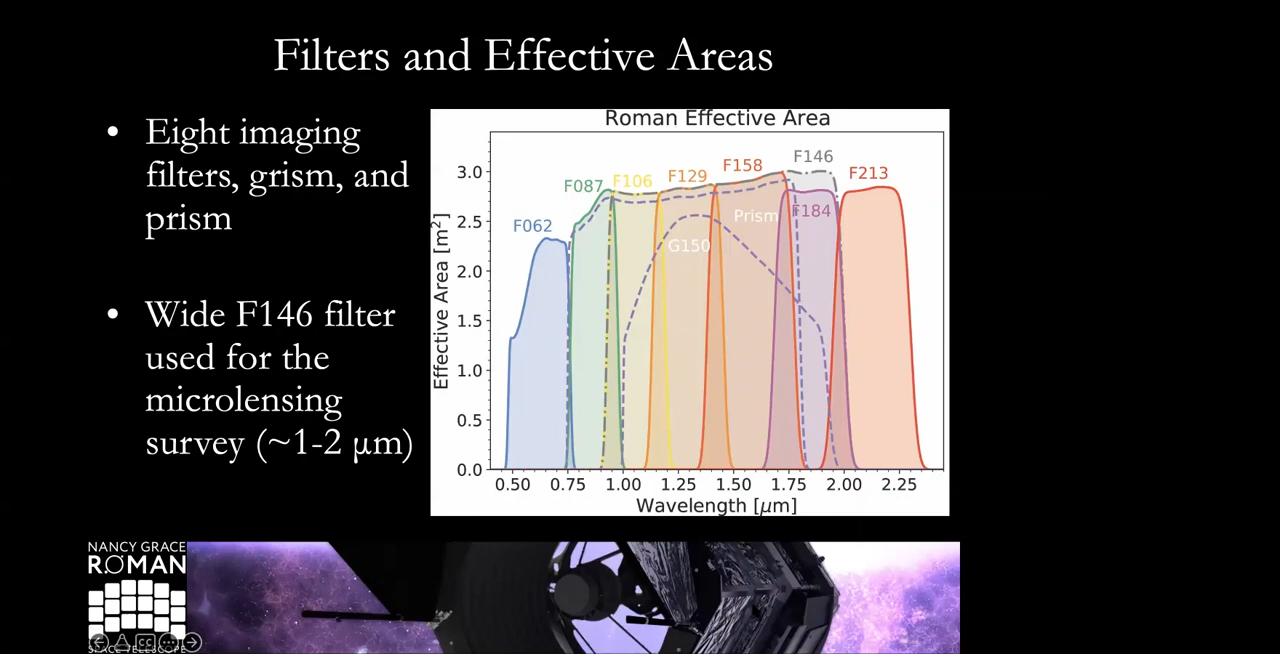 Filters and Effective Areas
• Eight imaging
filters, grism, and
prism
• Wide F146 filter
used for the
microlensing
survey (~1-2 μm)
Roman Effective Area
F146
F158
F213
F129
F106
F087
Prism
F184
F062
G150
Effective Area [m²]
3.0
2.5
2.0
1.5
1.0
0.5
0.0
0.50 0.75 1.00 1.25 1.50 1.75 2.00 2.25
Wavelength [μm]
NANCY GRACE
ROMAN
SPACE TELESCOPE
cc